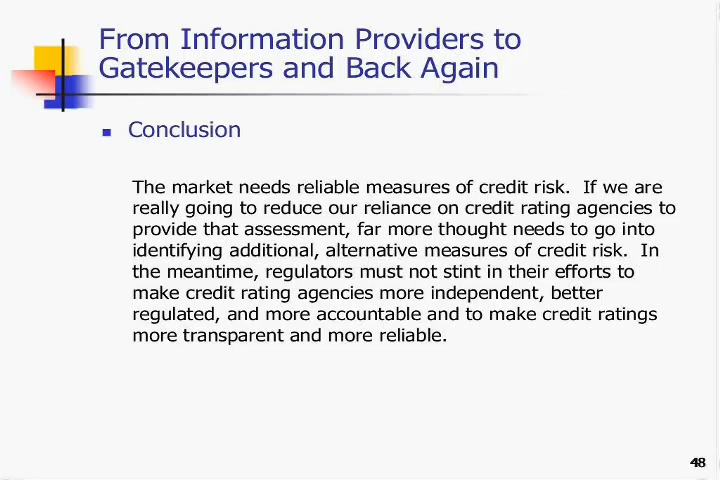 From Information Providers to
Gatekeepers and Back Again
Conclusion
The market needs reliable measures of credit risk.  If we are
really going to reduce our reliance on credit rating agencies to
provide that assessment, far more thought needs to go into
identifying additional, alternative measures of credit risk.  In
the meantime, regulators must not stint in their efforts to
make credit rating agencies more independent, better
regulated, and more accountable and to make credit ratings
more transparent and more reliable.
48